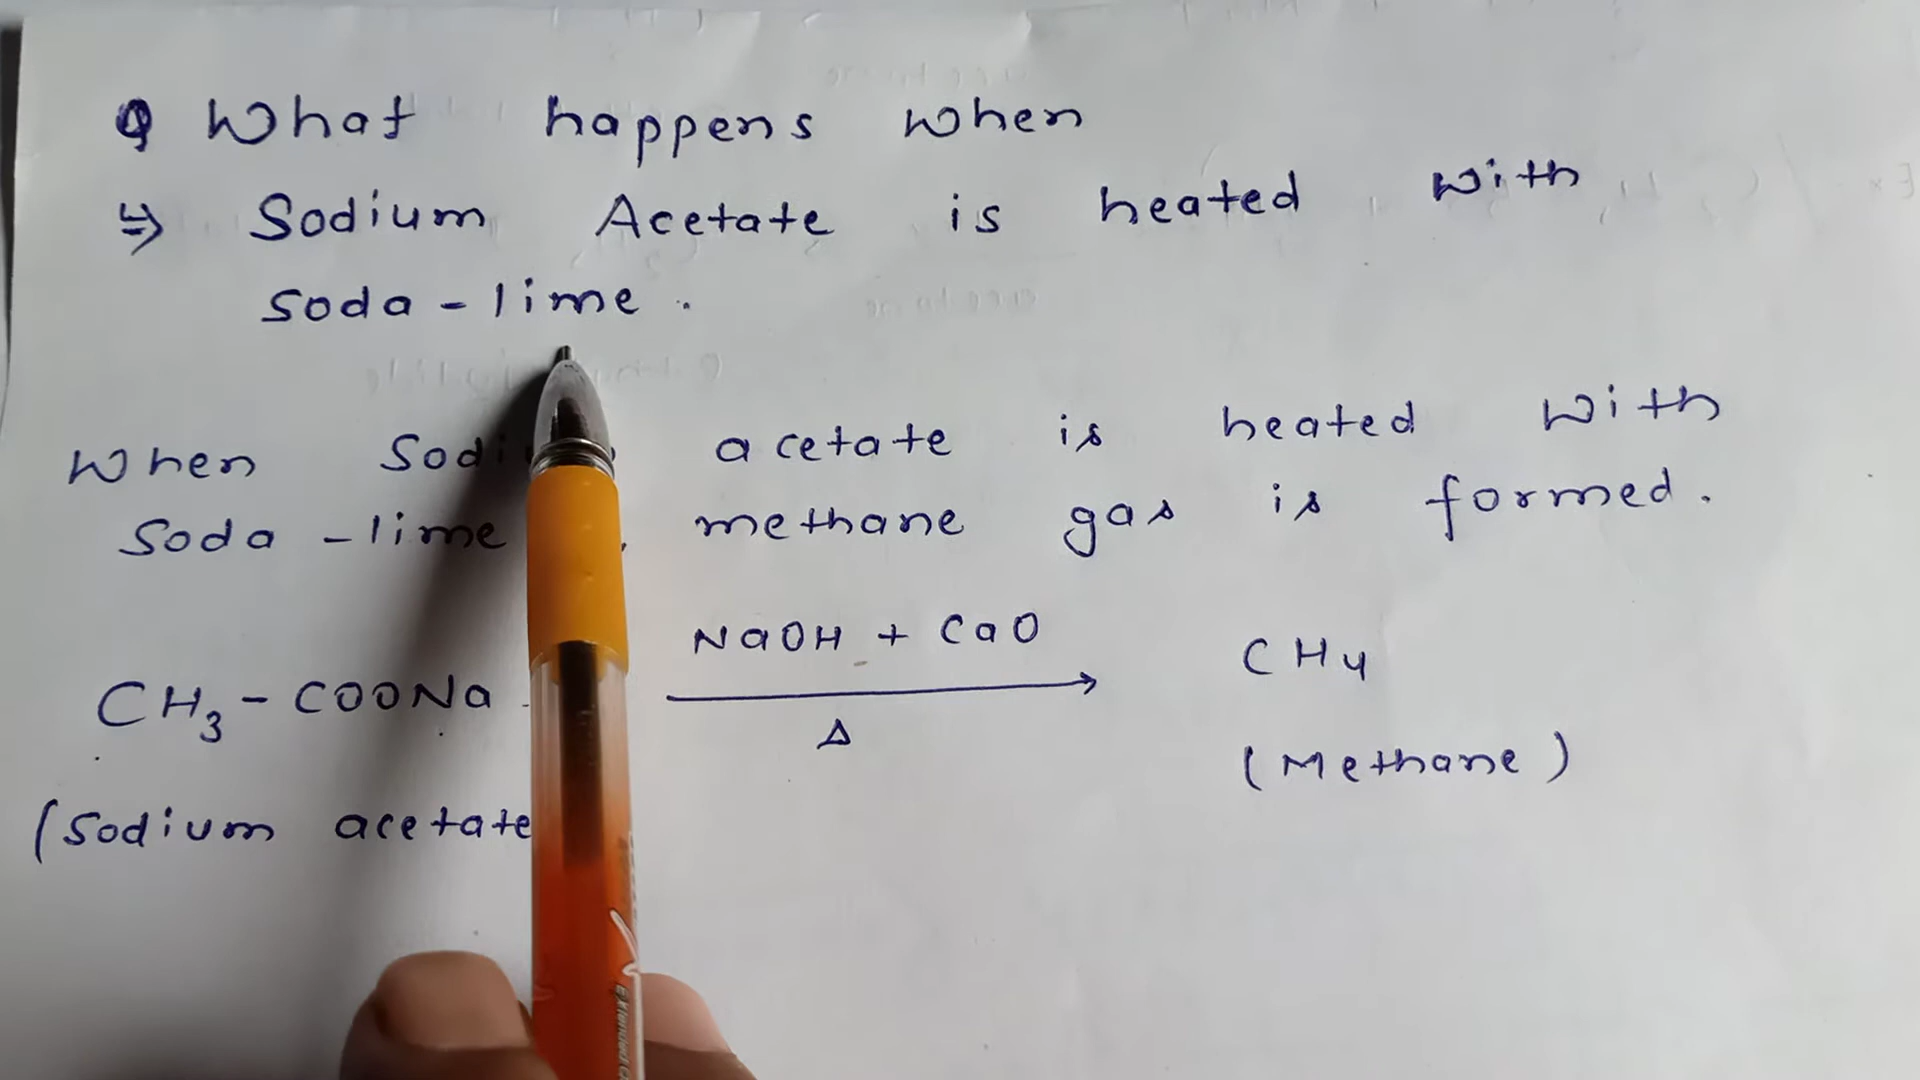 Q What happens when
⇒ Sodium Acetate is heated with
soda-lime.
When Sodi acetate is heated with
Soda-lime, methane gas is formed.
NaOH + CaO
CH3-COONa → CH4
Δ
(Methane)
(Sodium acetate